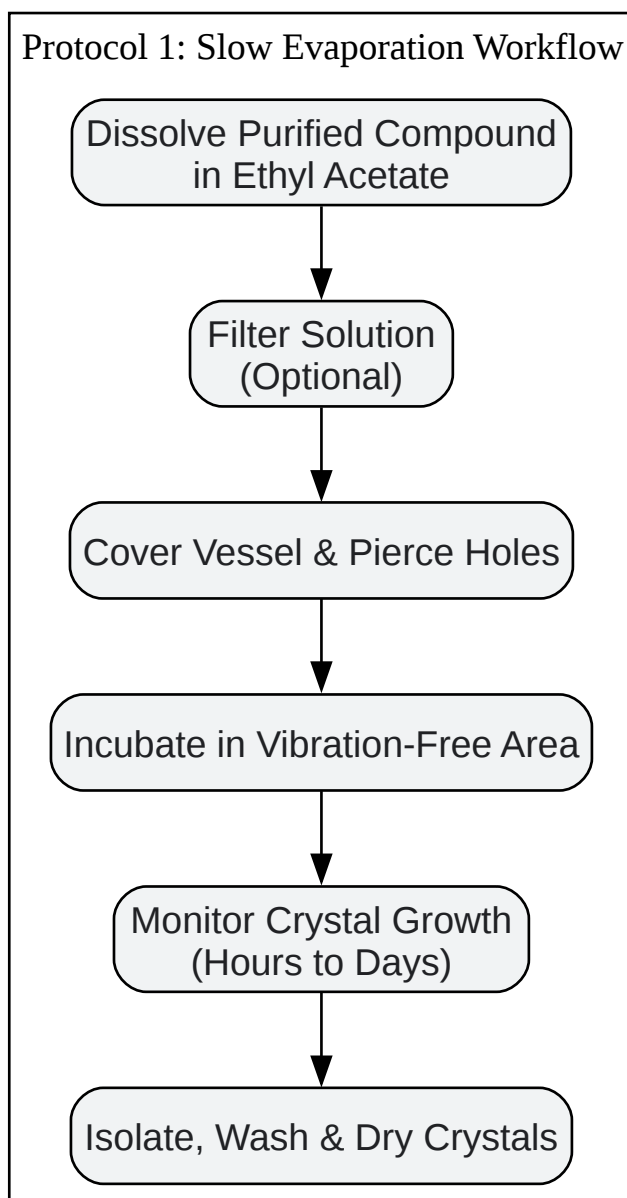 Protocol 1: Slow Evaporation Workflow
Dissolve Purified Compound
in Ethyl Acetate
Filter Solution
(Optional)
Cover Vessel & Pierce Holes
Incubate in Vibration-Free Area
Monitor Crystal Growth
(Hours to Days)
Isolate, Wash & Dry Crystals